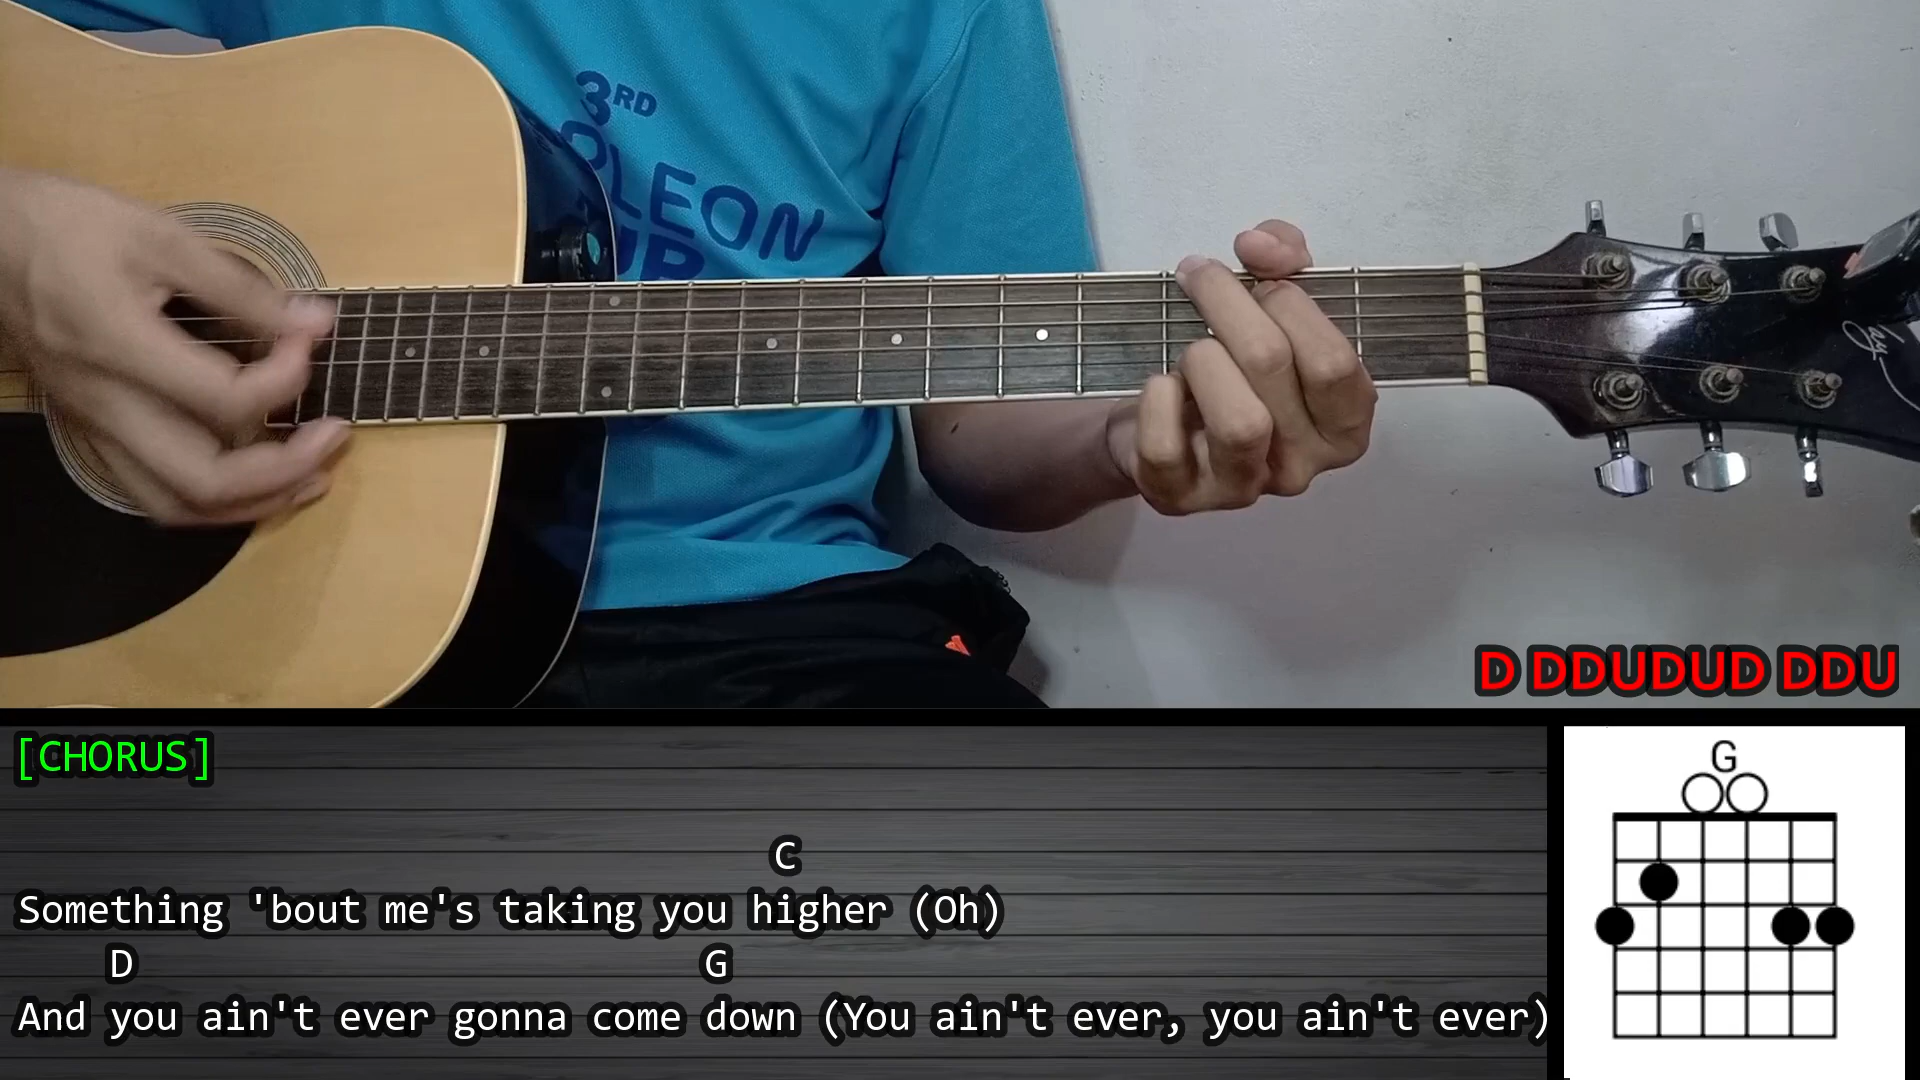 3RD
LEON
D DDUDUD DDU
[CHORUS]
C
Something 'bout me's taking you higher (Oh)
D G
And you ain't ever gonna come down (You ain't ever, you ain't ever)
G